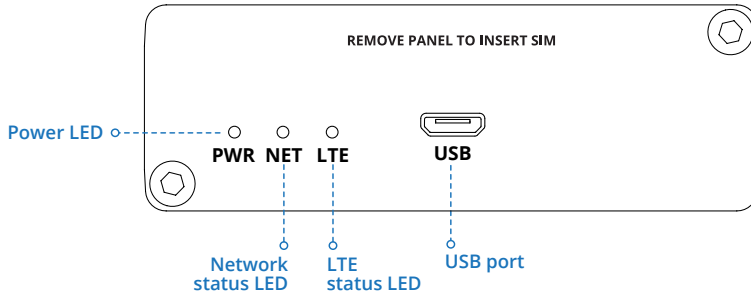 REMOVE PANEL TO INSERT SIM
Power LED
PWR NET LTE
USB
Network
status LED
LTE
status LED
USB port